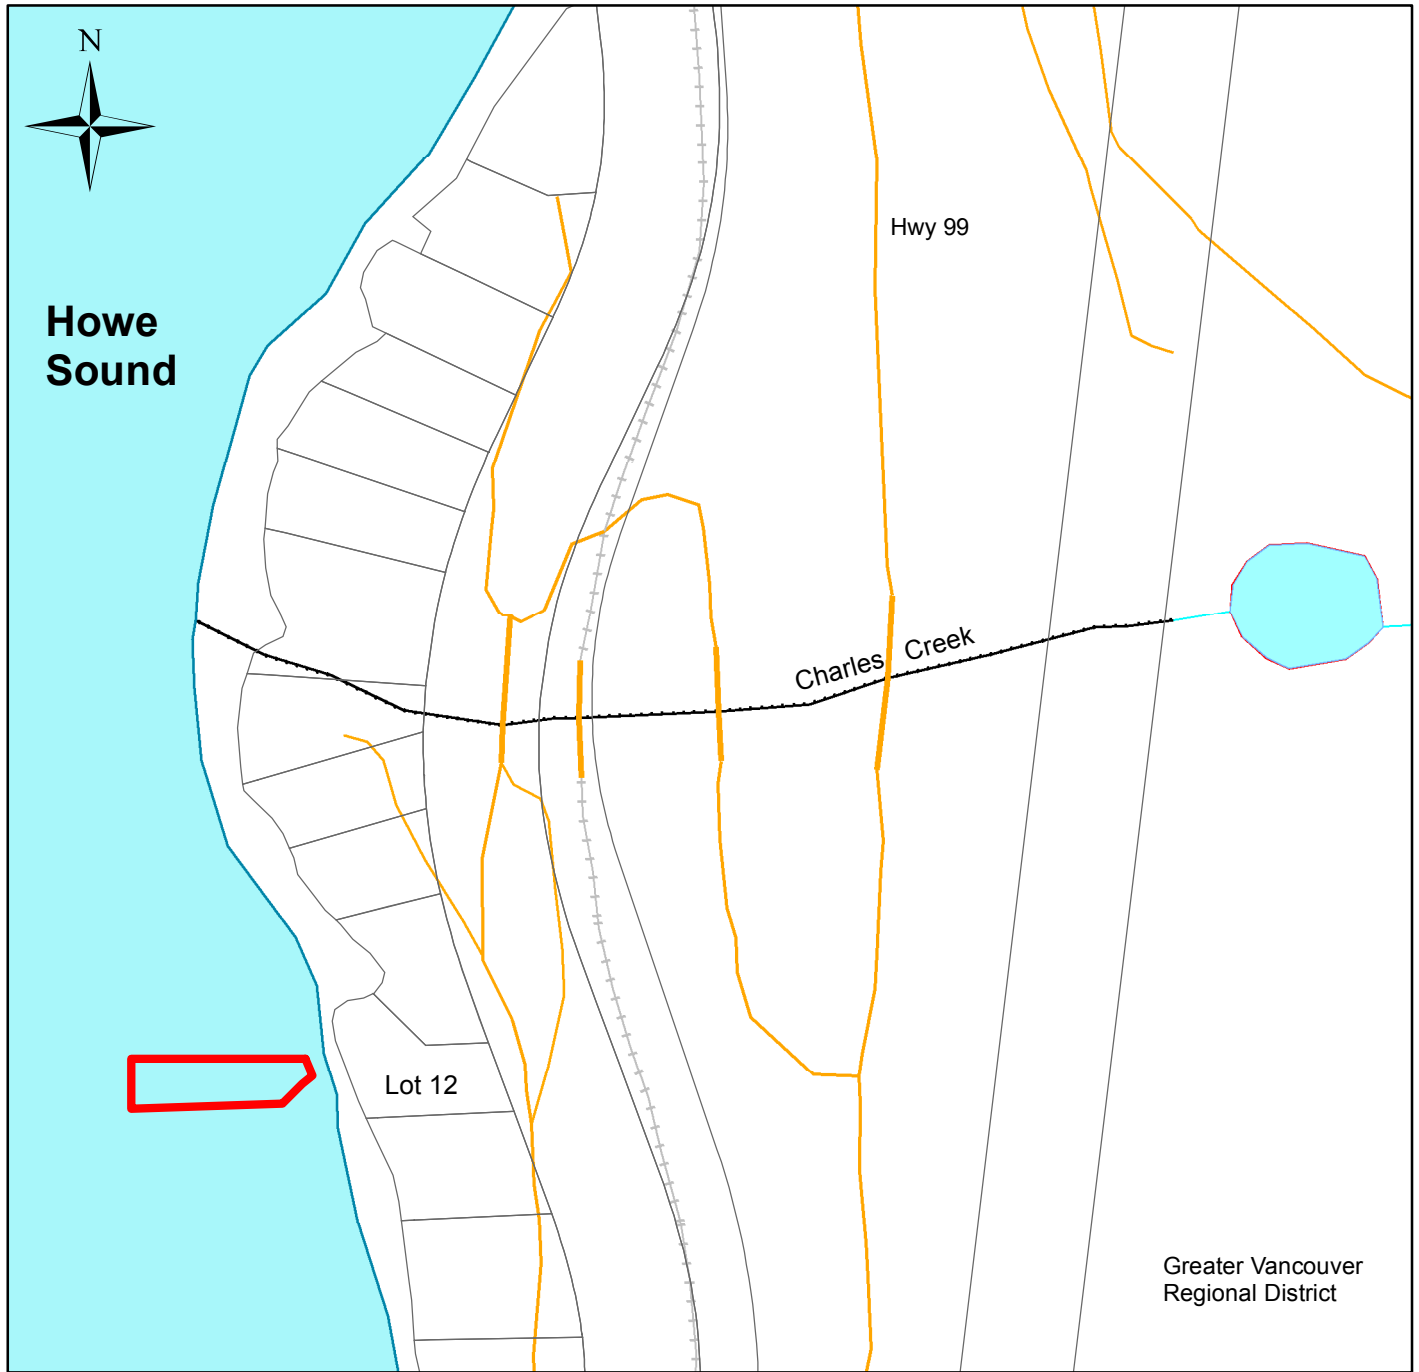 N
Hwy 99
Howe
Sound
Charles Creek
Lot 12
Greater Vancouver
Regional District